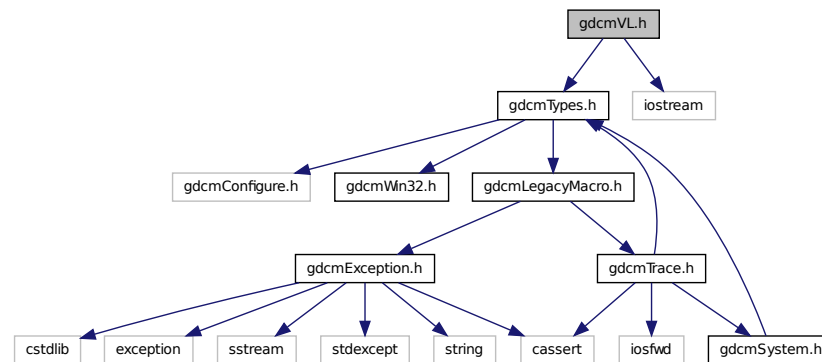 gdcmVL.h
gdcmTypes.h
iostream
gdcmConfigure.h
gdcmWin32.h
gdcmLegacyMacro.h
gdcmException.h
gdcmTrace.h
cstdlib
exception
sstream
stdexcept
string
cassert
iosfwd
gdcmSystem.h